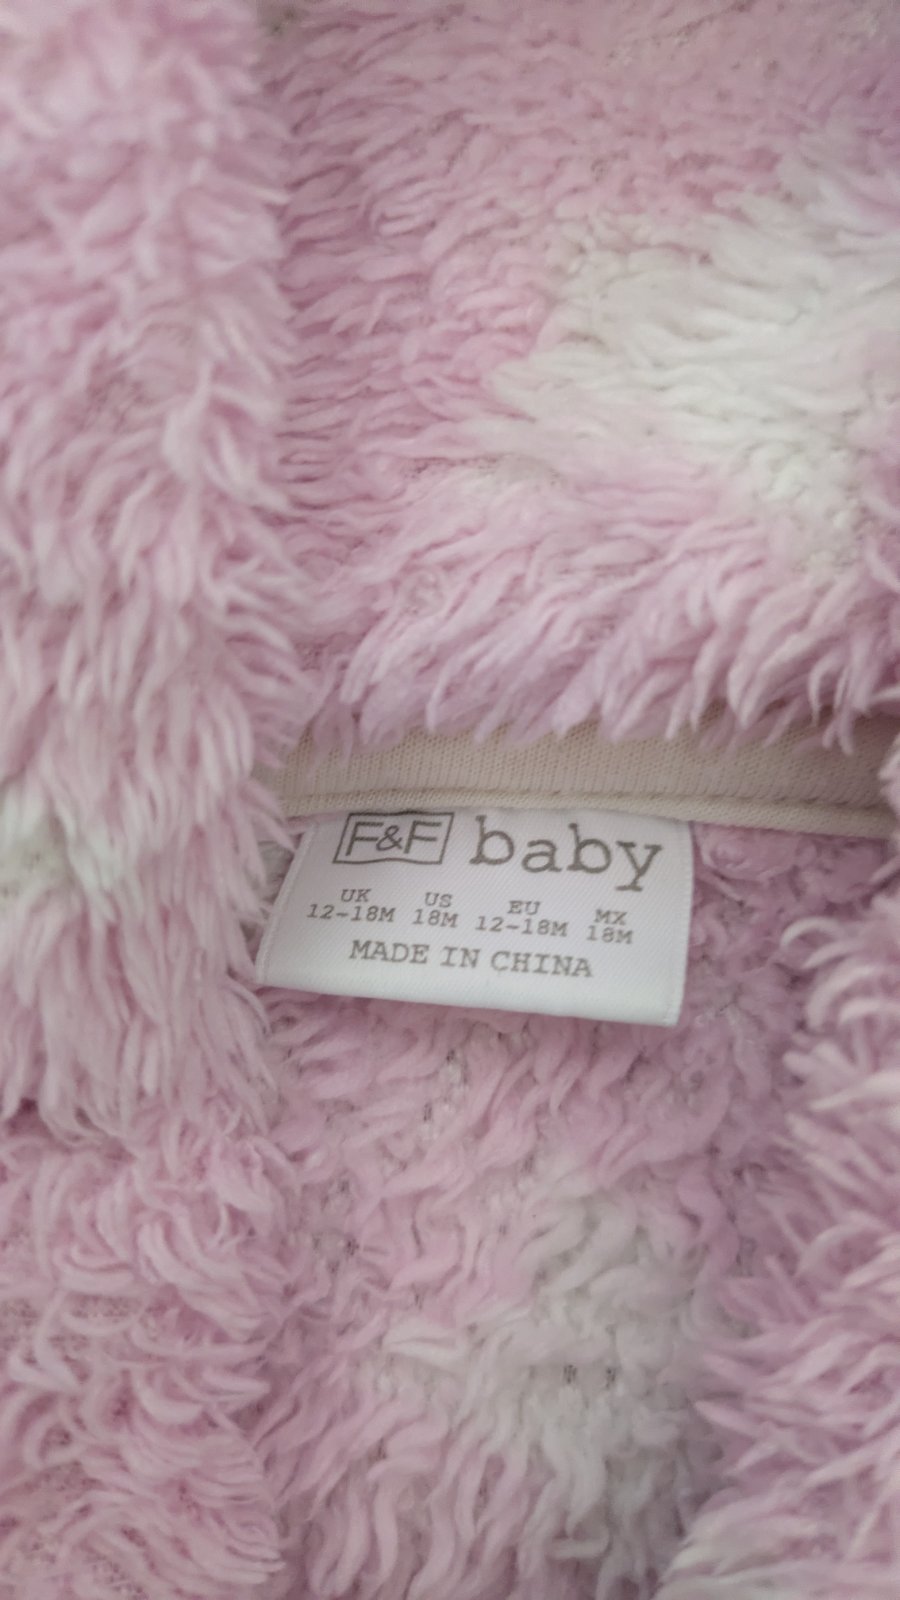 F&F baby
UK US EU MX
12-18M 18M 12-18M 18M
MADE IN CHINA